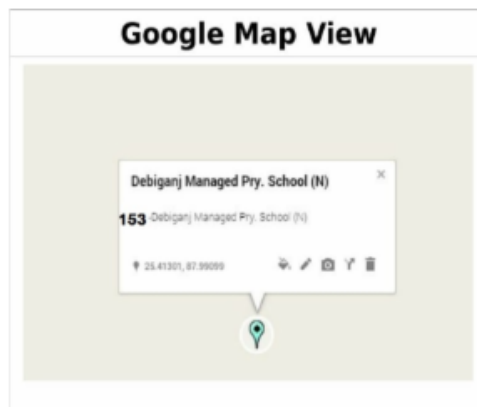 Google Map View
Debiganj Managed Pry. School (N)
153 Debiganj Managed Pry. School (N)
25.41301, 87.99099